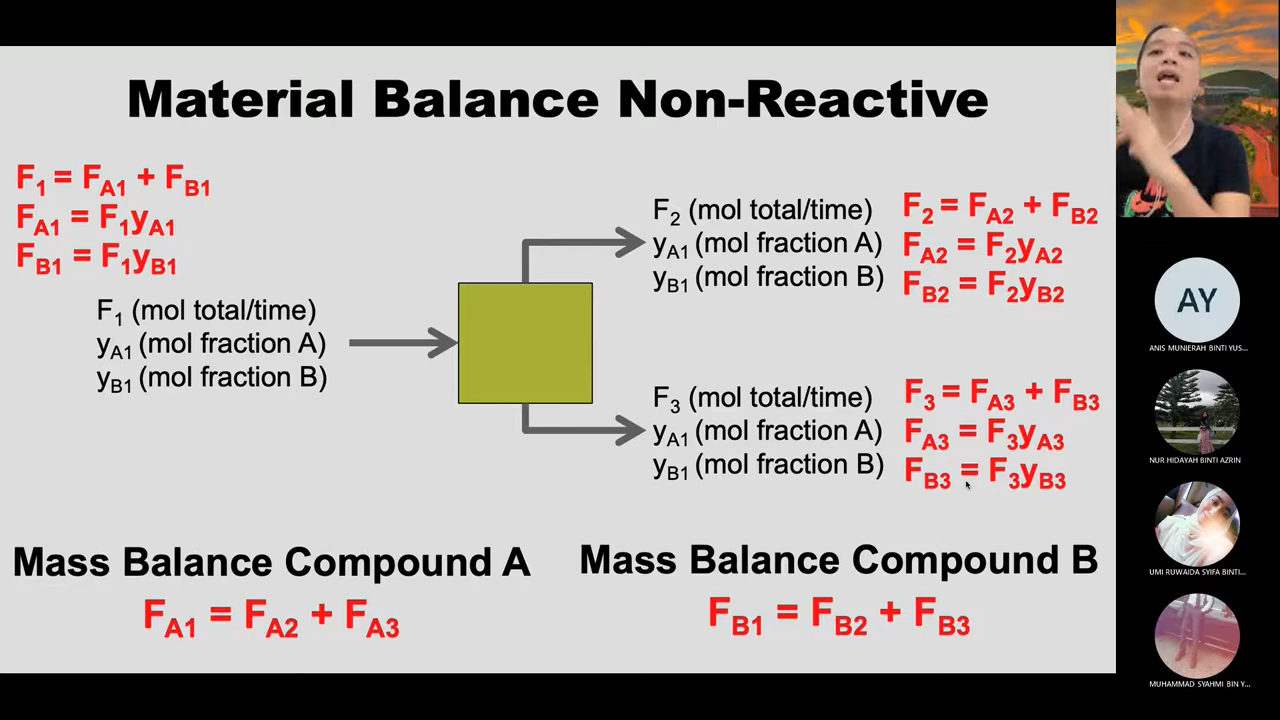 Material Balance Non-Reactive
F₁ = F_A1 + F_B1
F_A1 = F₁y_A1
F_B1 = F₁y_B1
F₁ (mol total/time)
y_A1 (mol fraction A)
y_B1 (mol fraction B)
F₂ (mol total/time)
y_A1 (mol fraction A)
y_B1 (mol fraction B)
F₂ = F_A2 + F_B2
F_A2 = F₂y_A2
F_B2 = F₂y_B2
F₃ (mol total/time)
y_A1 (mol fraction A)
y_B1 (mol fraction B)
F₃ = F_A3 + F_B3
F_A3 = F₃y_A3
F_B3 = F₃y_B3
Mass Balance Compound A
F_A1 = F_A2 + F_A3
Mass Balance Compound B
F_B1 = F_B2 + F_B3
AY
ANIS MUNIERAH BINTI YUS...
NUR HIDAYAH BINTI AZRIN
UMI RUWAIDA SYIFA BINTI...
MUHAMMAD SYAHMI BIN Y...